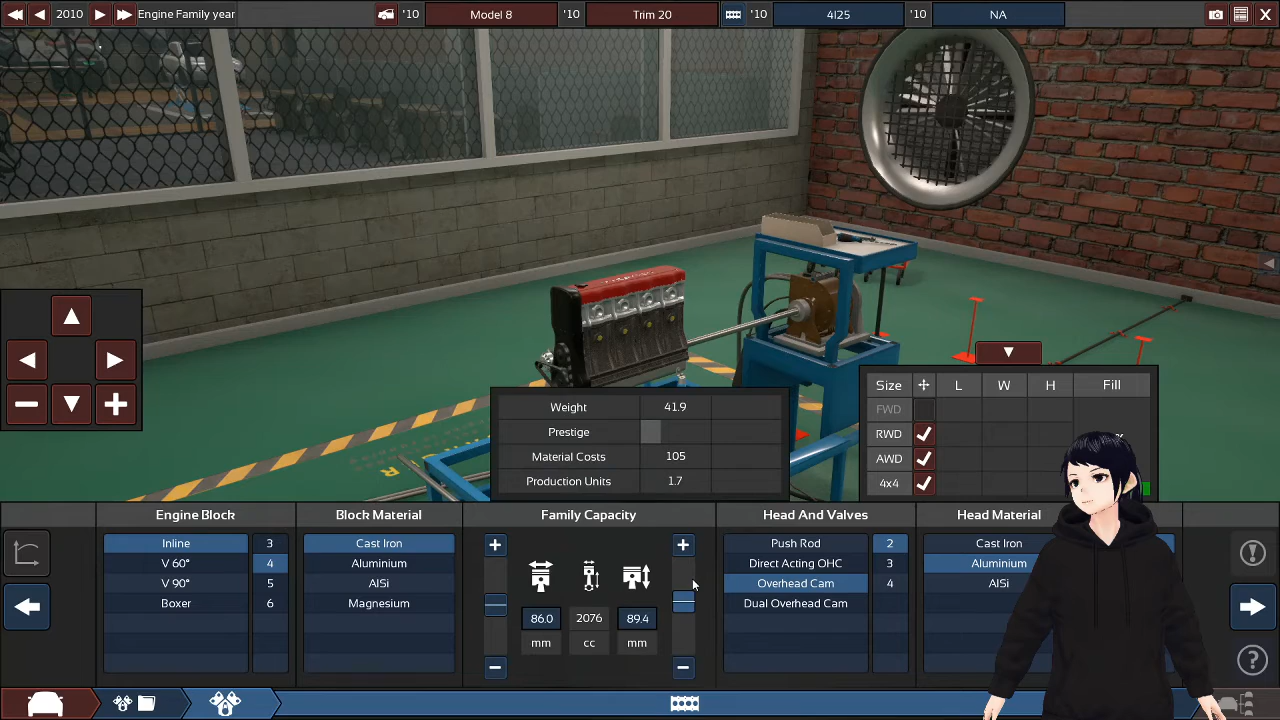 2010 Engine Family year '10 Model 8 '10 Trim 20 '10 4I25 '10 NA
Size L W H Fill
FWD
RWD
AWD
4x4
Weight 41.9
Prestige
Material Costs 105
Production Units 1.7
Engine Block
Inline 3
V 60° 4
V 90° 5
Boxer 6
Block Material
Cast Iron
Aluminium
AlSi
Magnesium
Family Capacity
86.0 2076 89.4
mm cc mm
Head And Valves
Push Rod 2
Direct Acting OHC 3
Overhead Cam 4
Dual Overhead Cam
Head Material
Cast Iron
Aluminium
AlSi